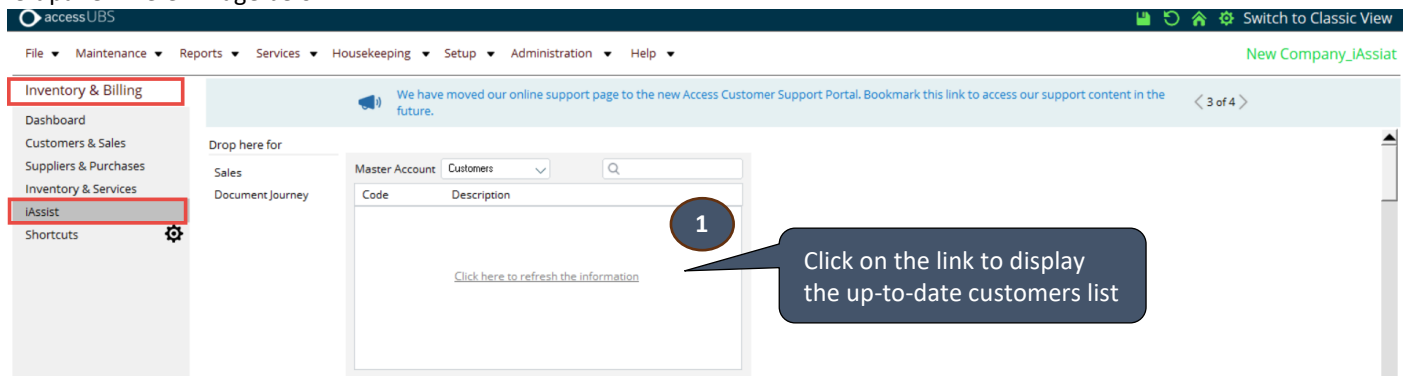 accessUBS
Switch to Classic View
File Maintenance Reports Services Housekeeping Setup Administration Help
New Company_iAssiat
Inventory & Billing
We have moved our online support page to the new Access Customer Support Portal. Bookmark this link to access our support content in the
future.
3 of 4
Dashboard
Customers & Sales
Suppliers & Purchases
Inventory & Services
iAssist
Shortcuts
Drop here for
Sales
Document Journey
Master Account Customers
Code Description
Click here to refresh the information
1
Click on the link to display
the up-to-date customers list